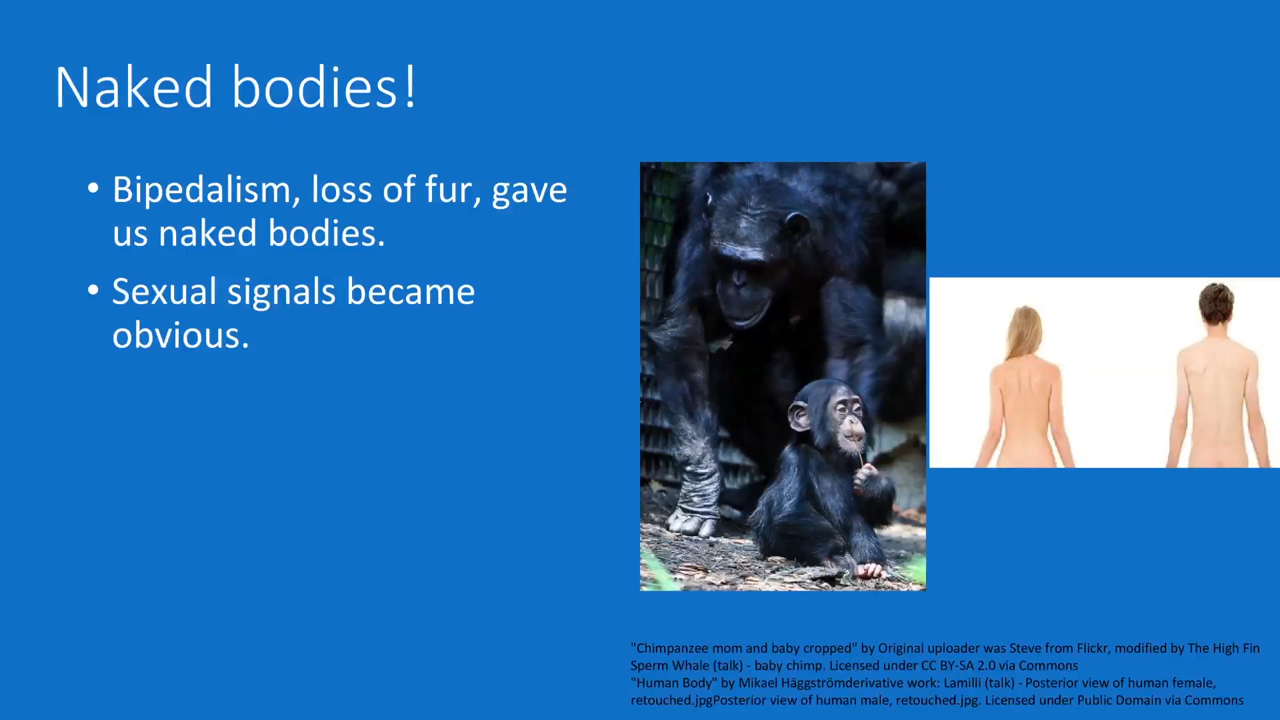 Naked bodies!
• Bipedalism, loss of fur, gave
us naked bodies.
• Sexual signals became
obvious.
"Chimpanzee mom and baby cropped" by Original uploader was Steve from Flickr, modified by The High Fin
Sperm Whale (talk) - baby chimp. Licensed under CC BY-SA 2.0 via Commons
"Human Body" by Mikael Häggströmderivative work: Lamilli (talk) - Posterior view of human female,
retouched.jpgPosterior view of human male, retouched.jpg. Licensed under Public Domain via Commons